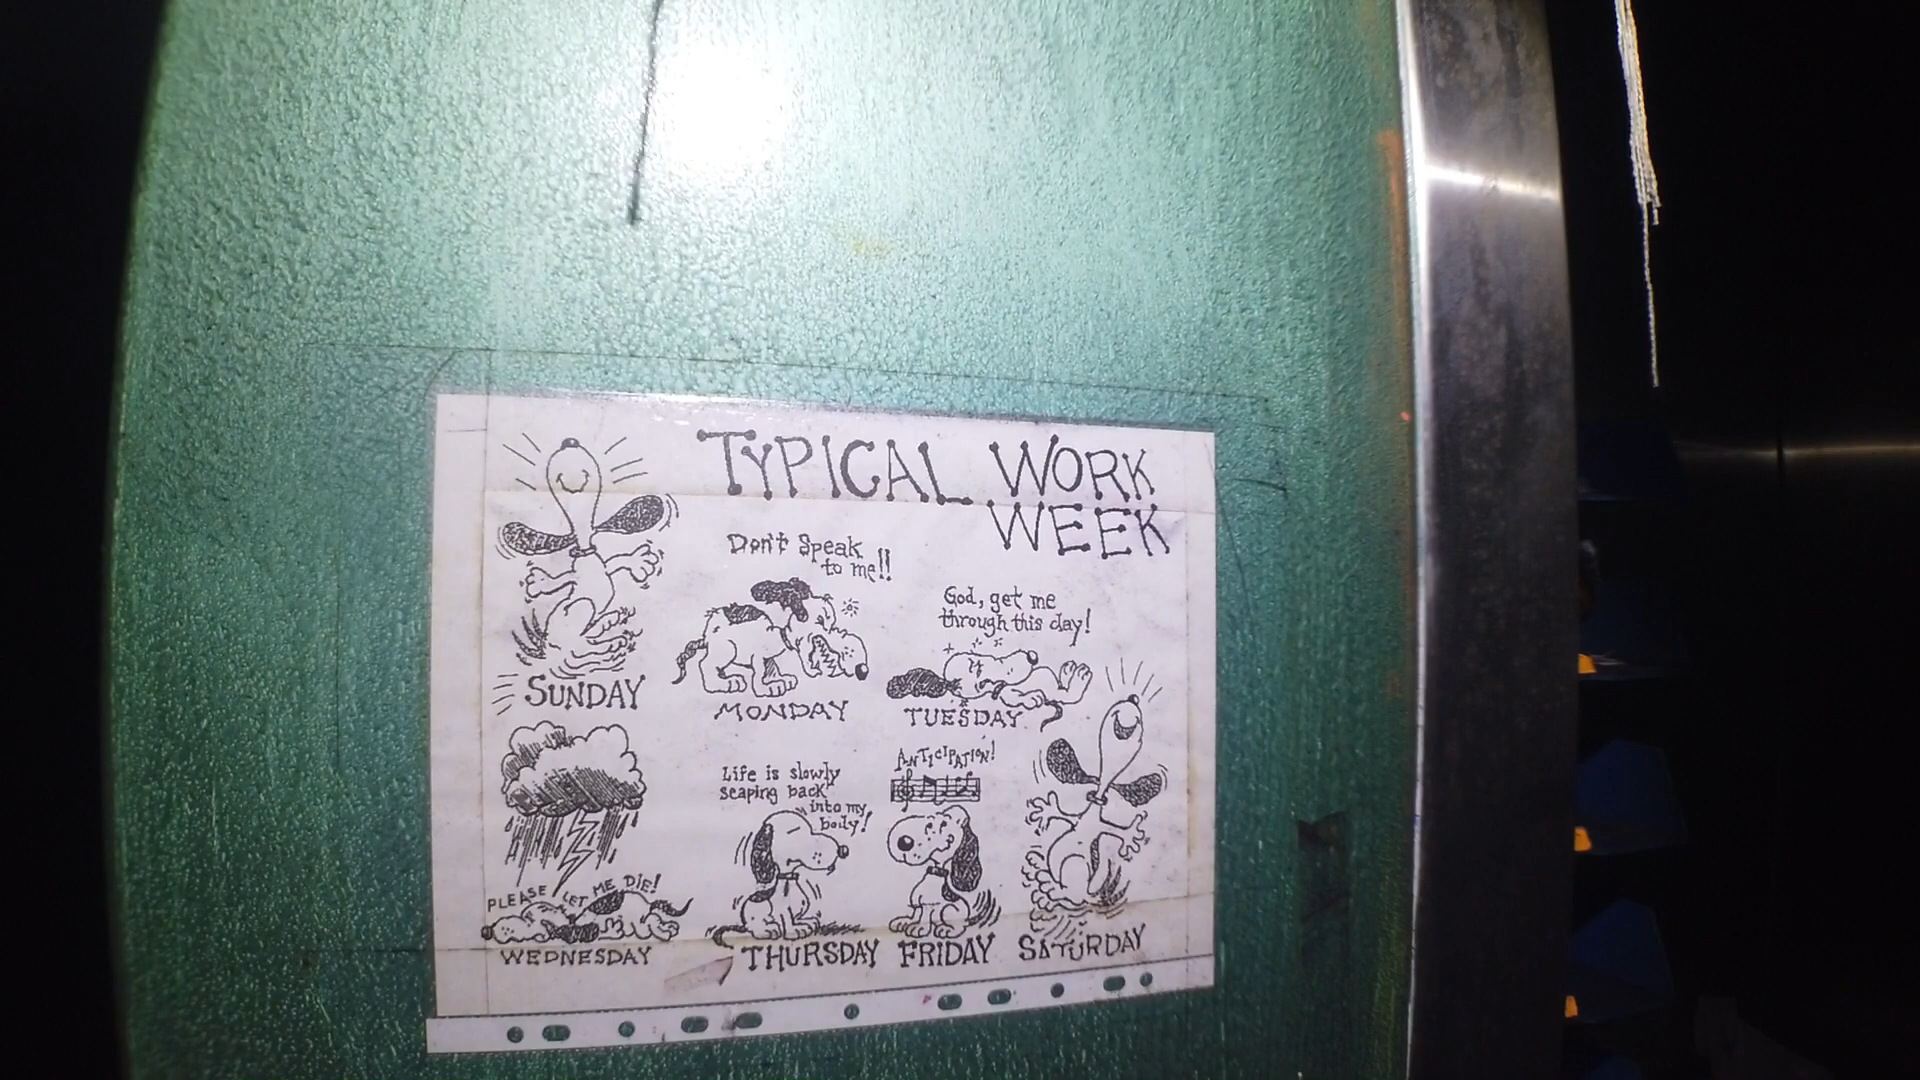 TYPICAL WORK
WEEK
Don't Speak
to me!!
God, get me
through this day!
SUNDAY
MONDAY
TUESDAY
Life is slowly
seaping back
into my
body!
ANTICIPATION!
PLEASE LET ME DIE!
WEDNESDAY
THURSDAY
FRIDAY
SATURDAY